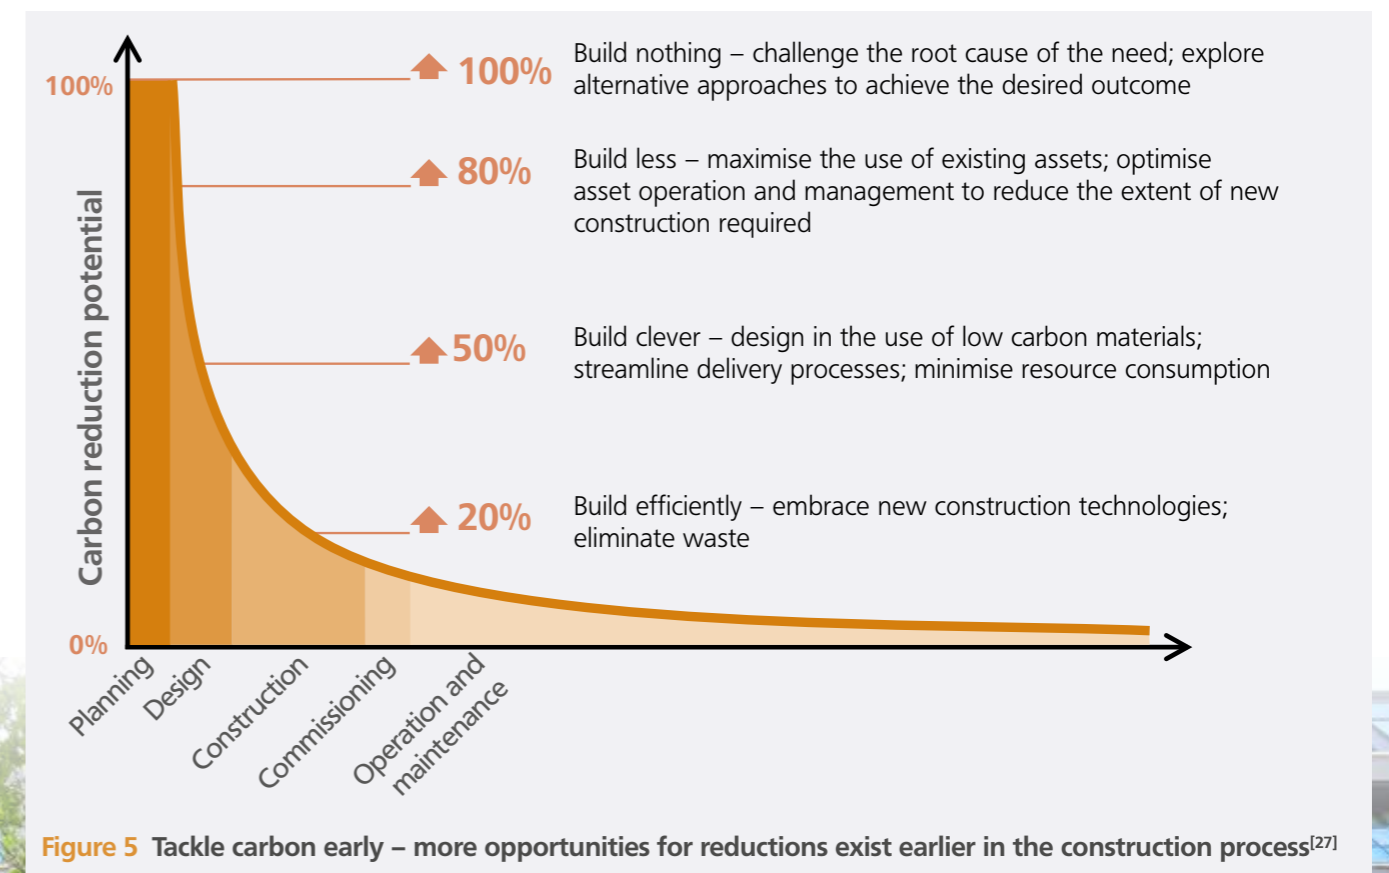 100%
100%
Build nothing – challenge the root cause of the need; explore
alternative approaches to achieve the desired outcome
80%
Build less – maximise the use of existing assets; optimise
asset operation and management to reduce the extent of new
construction required
Carbon reduction potential
50%
Build clever – design in the use of low carbon materials;
streamline delivery processes; minimise resource consumption
20%
Build efficiently – embrace new construction technologies;
eliminate waste
0%
Planning
Design
Construction
Commissioning
Operation and
maintenance
Figure 5 Tackle carbon early – more opportunities for reductions exist earlier in the construction process[27]